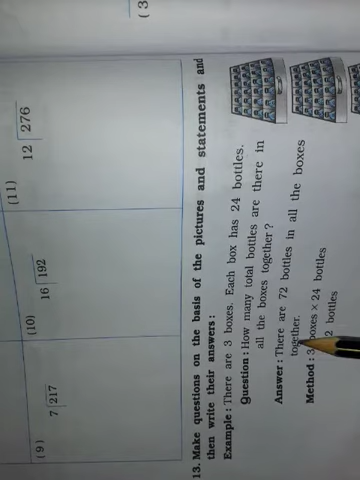 (3
(9) 7 217
(10) 16 192
(11) 12 276
13. Make questions on the basis of the pictures and statements and
then write their answers :
Example : There are 3 boxes. Each box has 24 bottles.
Question : How many total bottles are there in
all the boxes together ?
Answer : There are 72 bottles in all the boxes
together.
Method : 3 boxes × 24 bottles
2 bottles